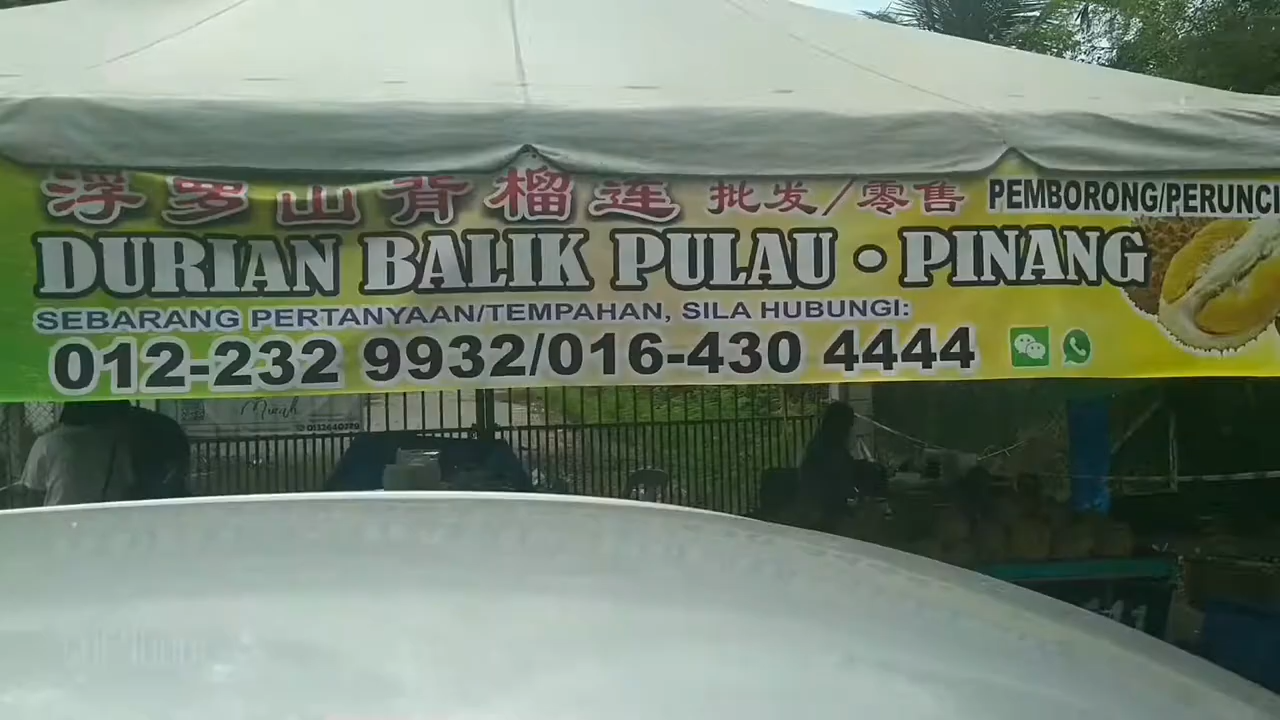 浮罗山背榴连 批发/零售 PEMBORONG/PERUNCI
DURIAN BALIK PULAU • PINANG
SEBARANG PERTANYAAN/TEMPAHAN, SILA HUBUNGI:
012-232 9932/016-430 4444
Murah